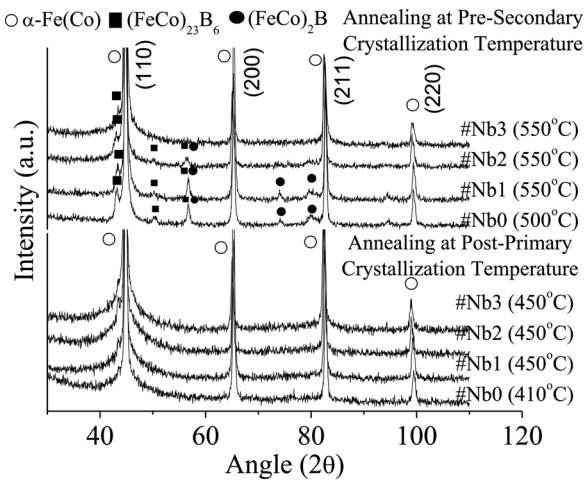 ○ α-Fe(Co) ■ (FeCo)₂₃B₆ ● (FeCo)₂B
Annealing at Pre-Secondary
Crystallization Temperature
(110)
(200)
(211)
(220)
#Nb3 (550°C)
#Nb2 (550°C)
#Nb1 (550°C)
#Nb0 (500°C)
Annealing at Post-Primary
Crystallization Temperature
#Nb3 (450°C)
#Nb2 (450°C)
#Nb1 (450°C)
#Nb0 (410°C)
Intensity (a.u.)
40 60 80 100 120
Angle (2θ)